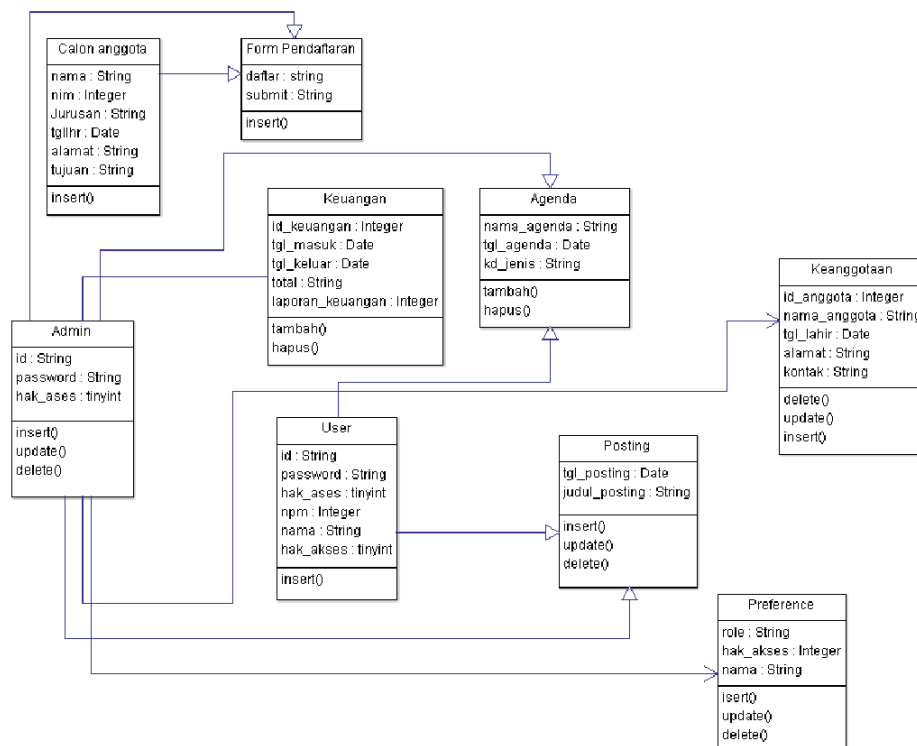 Calon anggota
nama : String
nim : Integer
Jurusan : String
tgllhr : Date
alamat : String
tujuan : String
insert()
Form Pendaftaran
daftar : string
submit : String
insert()
Keuangan
id_keuangan : Integer
tgl_masuk : Date
tgl_keluar : Date
total : String
laporan_keuangan : Integer
tambah()
hapus()
Agenda
nama_agenda : String
tgl_agenda : Date
kd_jenis : String
tambah()
hapus()
Keanggotaan
id_anggota : Integer
nama_anggota : String
tgl_lahir : Date
alamat : String
kontak : String
delete()
update()
insert()
Admin
id : String
password : String
hak_ases : tinyint
insert()
update()
delete()
User
id : String
password : String
hak_ases : tinyint
npm : Integer
nama : String
hak_akses : tinyint
insert()
Posting
tgl_posting : Date
judul_posting : String
insert()
update()
delete()
Preference
role : String
hak_akses : Integer
nama : String
isert()
update()
delete()